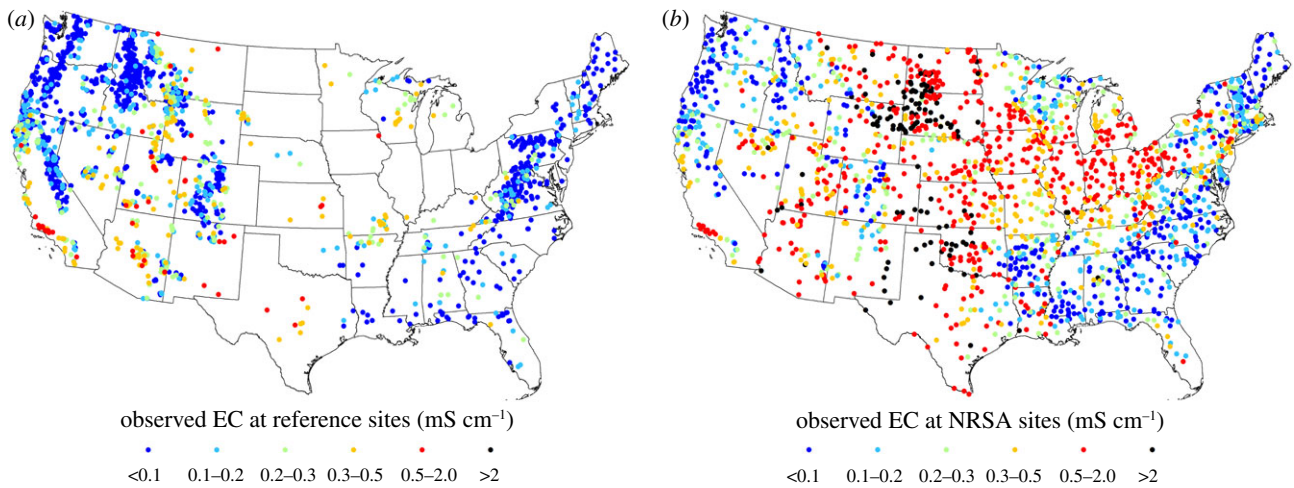 (a)
(b)
observed EC at reference sites (mS cm⁻¹)
<0.1 0.1–0.2 0.2–0.3 0.3–0.5 0.5–2.0 >2
observed EC at NRSA sites (mS cm⁻¹)
<0.1 0.1–0.2 0.2–0.3 0.3–0.5 0.5–2.0 >2